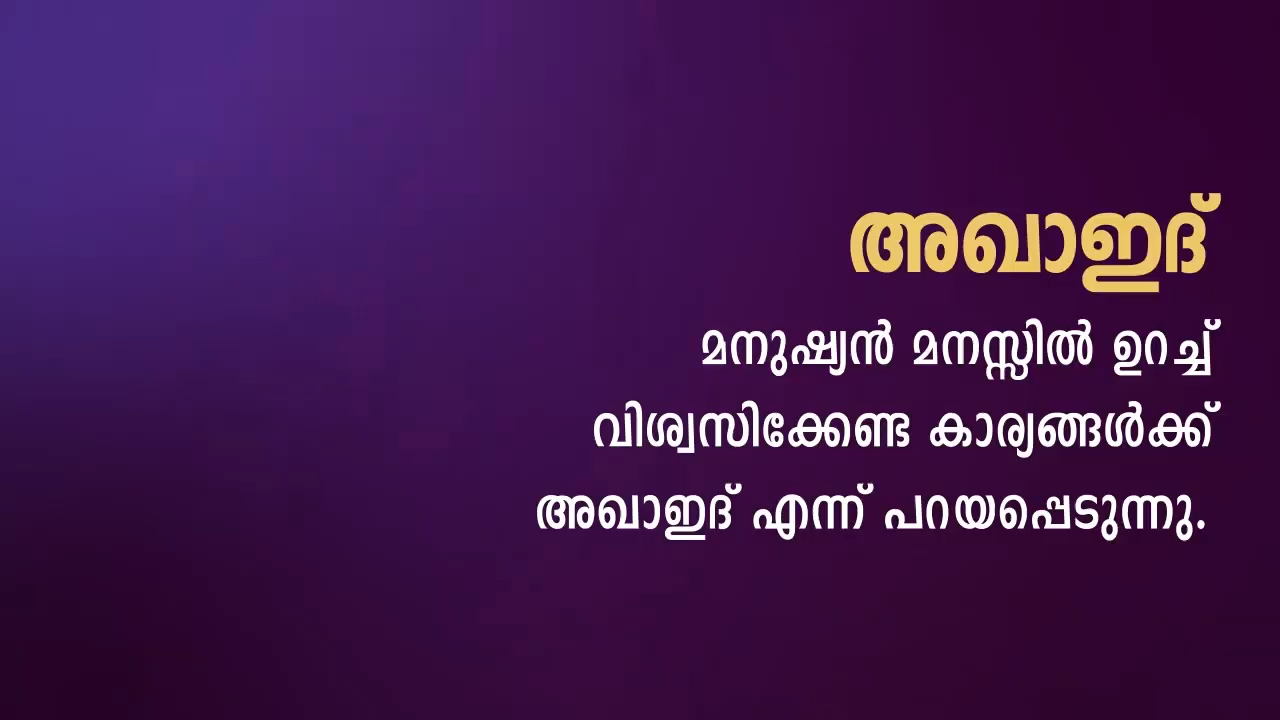 അഖാഇദ്
മനുഷ്യൻ മനസ്സിൽ ഉറച്ച്
വിശ്വസിക്കേണ്ട കാര്യങ്ങൾക്ക്
അഖാഇദ് എന്ന് പറയപ്പെടുന്നു.